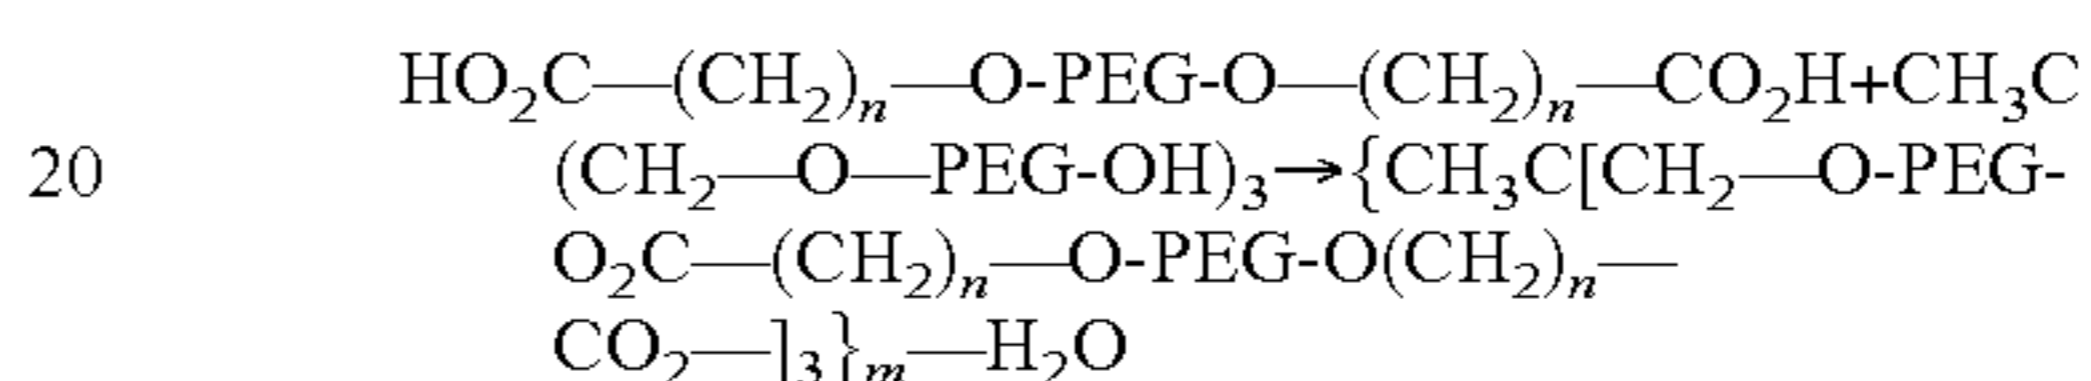 HO₂C—(CH₂)ₙ—O-PEG-O—(CH₂)ₙ—CO₂H+CH₃C
20 (CH₂—O—PEG-OH)₃→{CH₃C[CH₂—O-PEG-
O₂C—(CH₂)ₙ—O-PEG-O(CH₂)ₙ—
CO₂—]₃}ₘ—H₂O